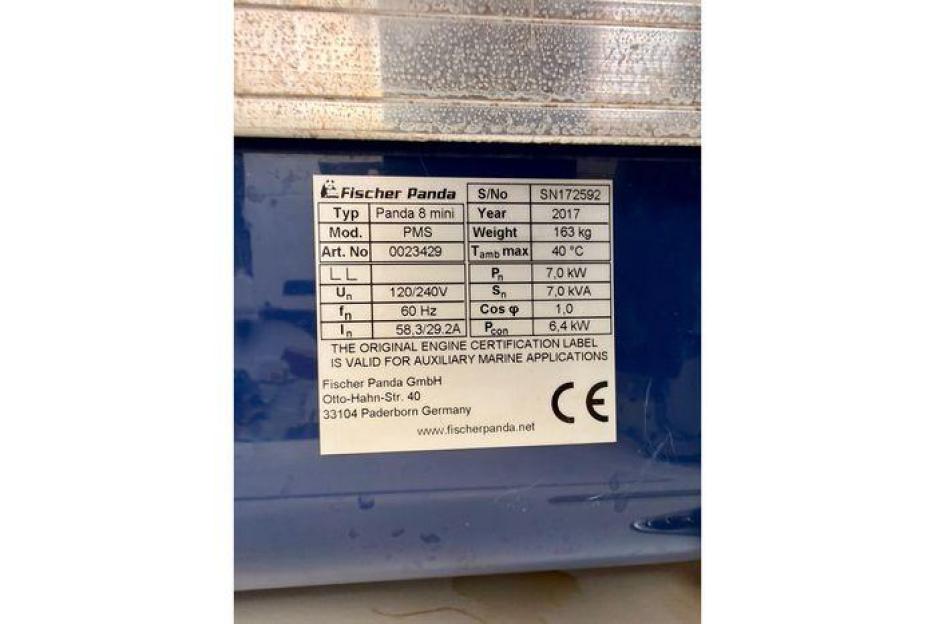 Fischer Panda S/No SN172592
Typ Panda 8 mini Year 2017
Mod. PMS Weight 163 kg
Art. No 0023429 Tamb max 40 °C
LL Pn 7,0 kW
Un 120/240V Sn 7,0 kVA
fn 60 Hz Cos φ 1,0
In 58,3/29.2A Pcon 6,4 kW
THE ORIGINAL ENGINE CERTIFICATION LABEL
IS VALID FOR AUXILIARY MARINE APPLICATIONS
Fischer Panda GmbH
Otto-Hahn-Str. 40
33104 Paderborn Germany
CE
www.fischerpanda.net